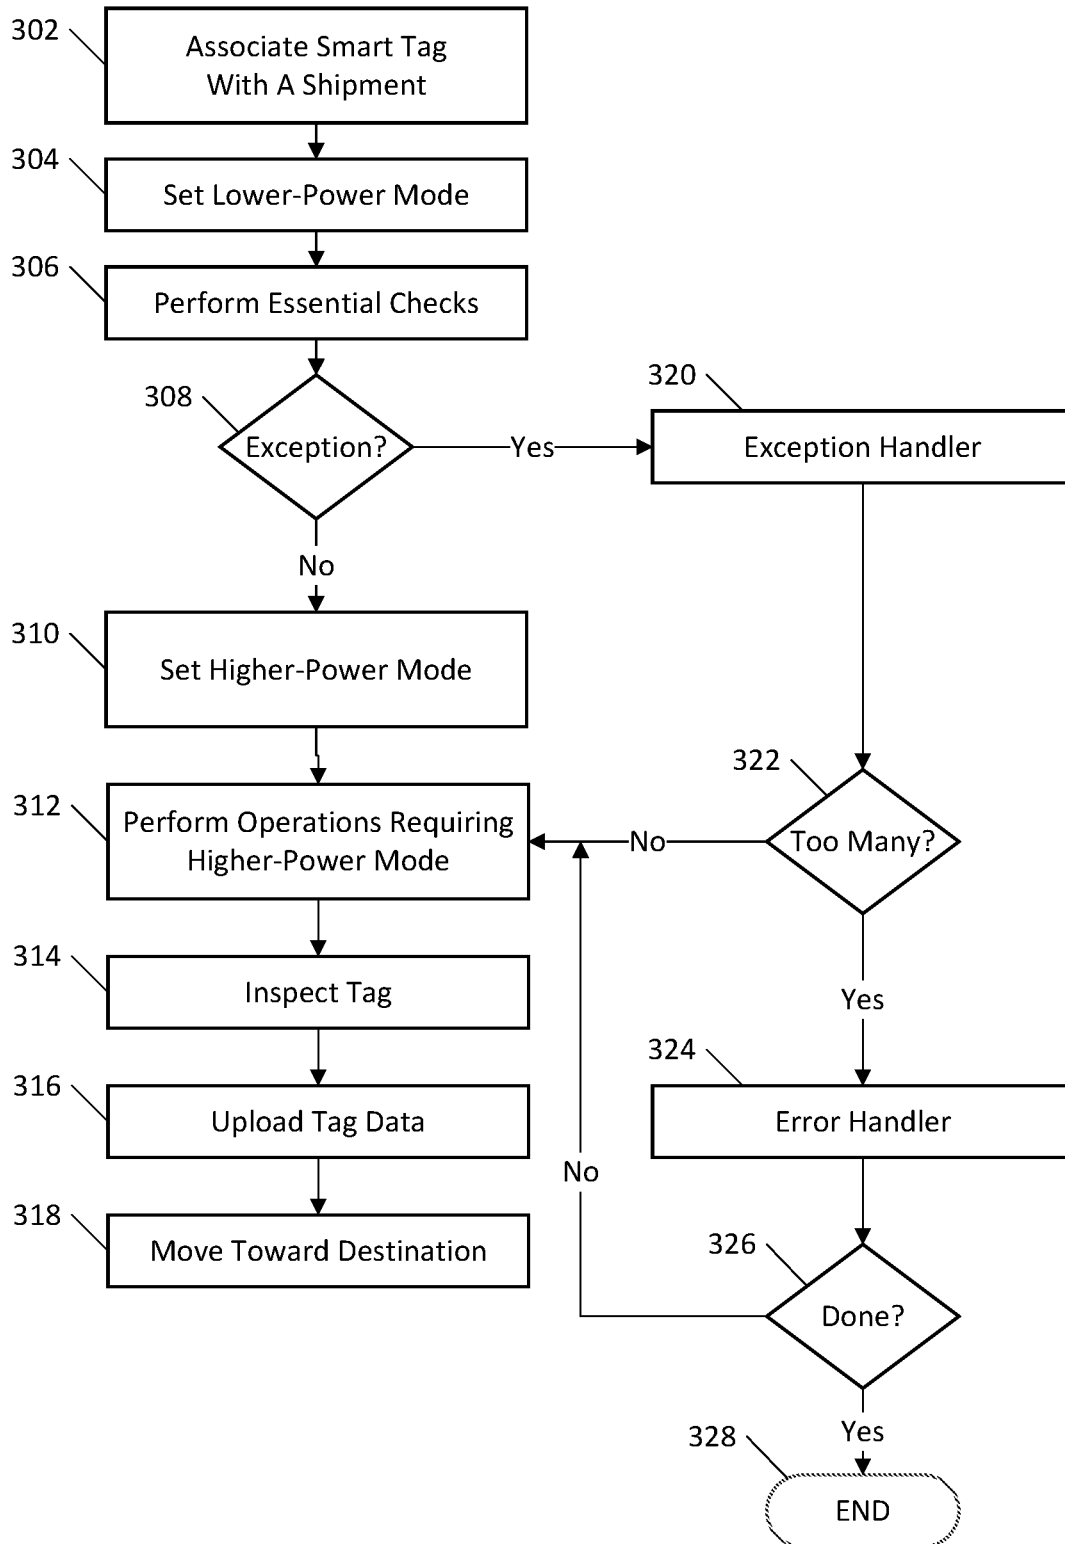 302
Associate Smart Tag
With A Shipment
304
Set Lower-Power Mode
306
Perform Essential Checks
308
Exception?
Yes
320
Exception Handler
No
310
Set Higher-Power Mode
312
Perform Operations Requiring
Higher-Power Mode
322
Too Many?
No
Yes
314
Inspect Tag
316
Upload Tag Data
318
Move Toward Destination
324
Error Handler
No
326
Done?
Yes
328
END